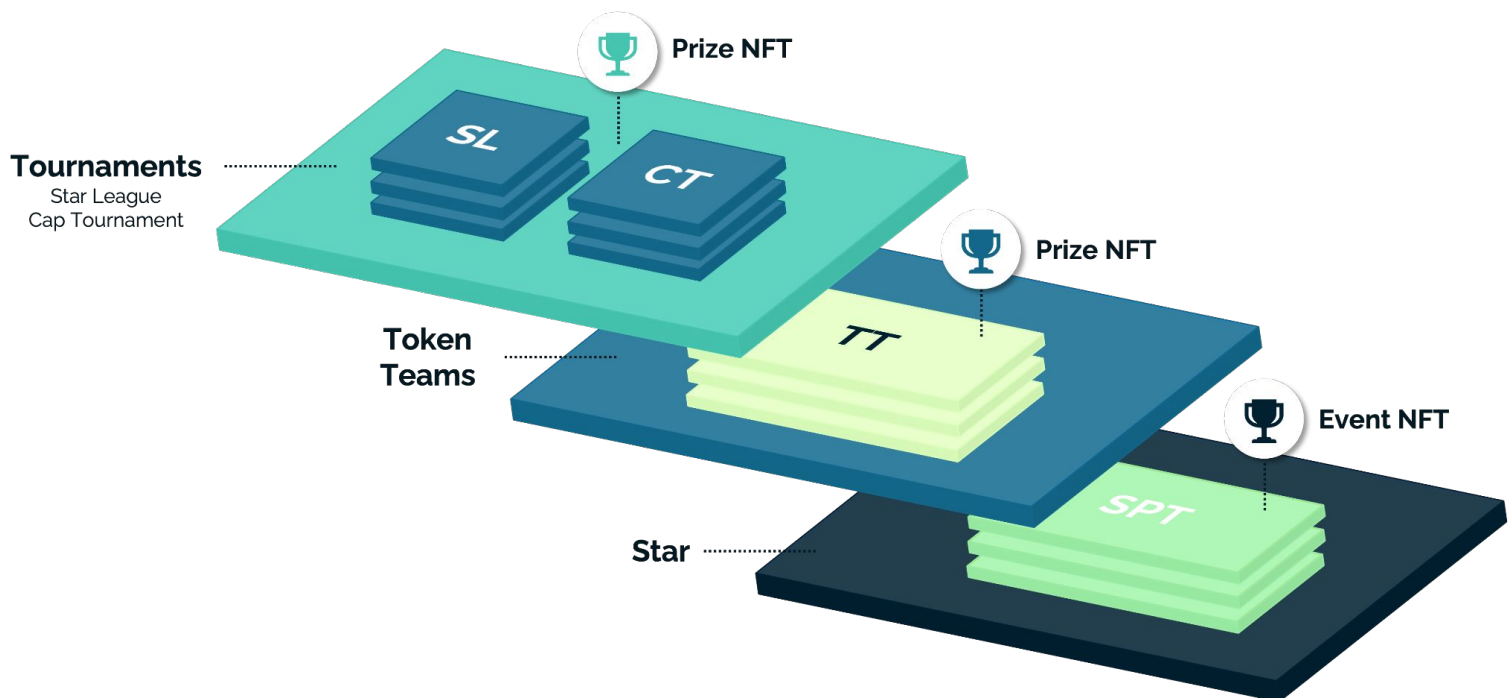 Prize NFT
SL
CT
Tournaments
Star League
Cap Tournament
Prize NFT
TT
Token
Teams
Event NFT
SPT
Star